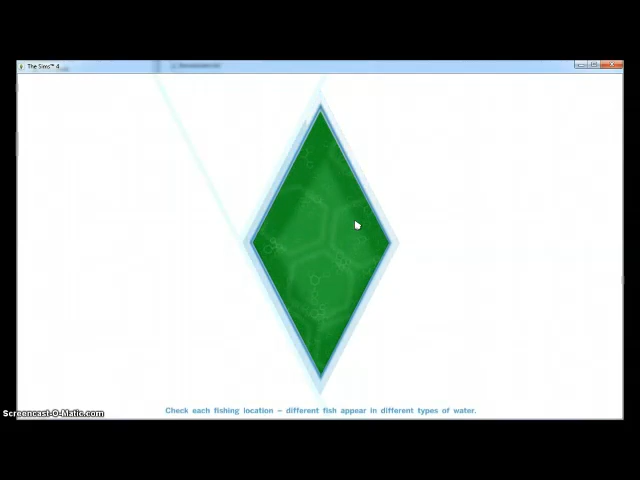 The Sims™ 4
Check each fishing location – different fish appear in different types of water.
Screencast-O-Matic.com